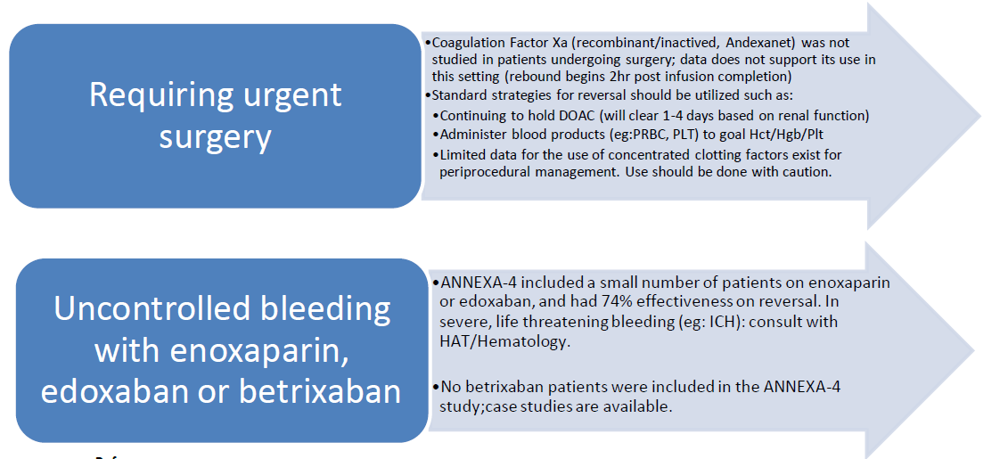 Requiring urgent
surgery
•Coagulation Factor Xa (recombinant/inactived, Andexanet) was not
studied in patients undergoing surgery; data does not support its use in
this setting (rebound begins 2hr post infusion completion)
•Standard strategies for reversal should be utilized such as:
•Continuing to hold DOAC (will clear 1-4 days based on renal function)
•Administer blood products (eg:PRBC, PLT) to goal Hct/Hgb/Plt
•Limited data for the use of concentrated clotting factors exist for
periprocedural management. Use should be done with caution.
Uncontrolled bleeding
with enoxaparin,
edoxaban or betrixaban
•ANNEXA-4 included a small number of patients on enoxaparin
or edoxaban, and had 74% effectiveness on reversal. In
severe, life threatening bleeding (eg: ICH): consult with
HAT/Hematology.
•No betrixaban patients were included in the ANNEXA-4
study;case studies are available.